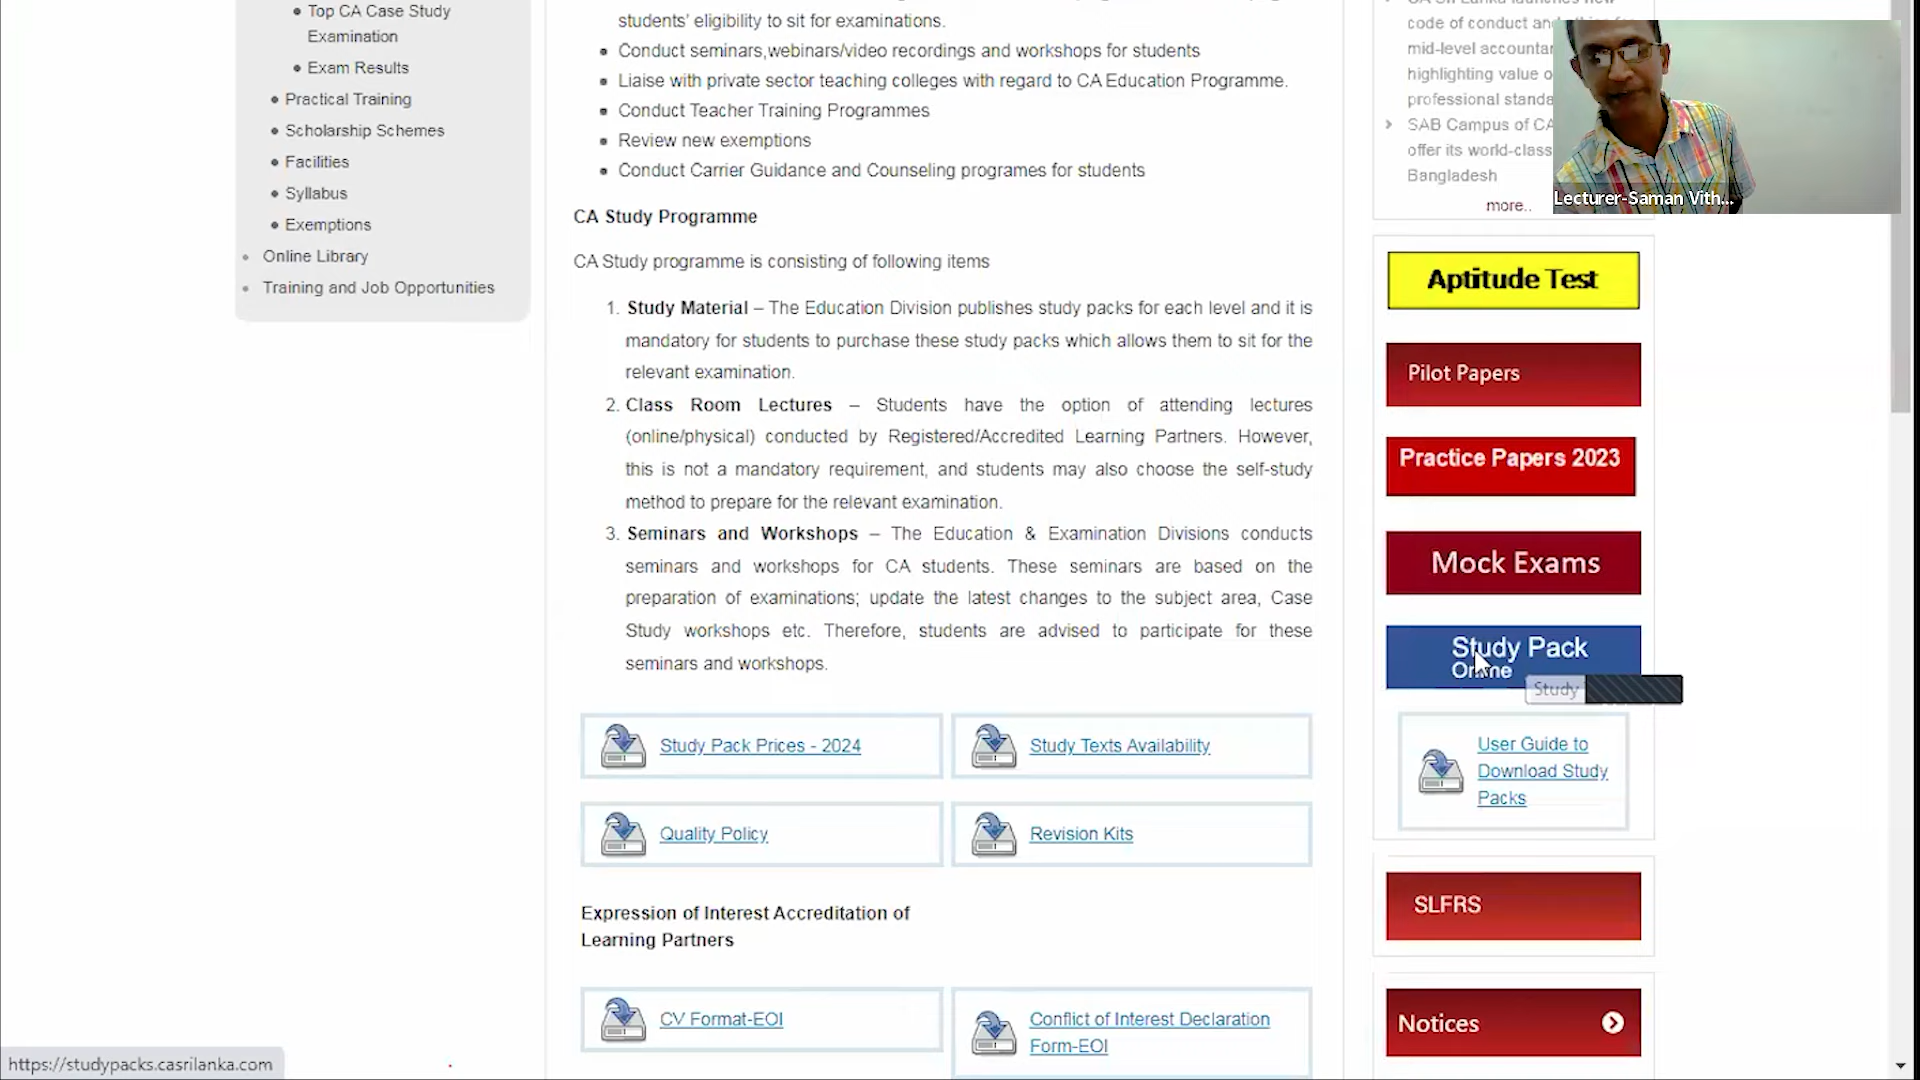 Top CA Case Study
Examination
Exam Results
Practical Training
Scholarship Schemes
Facilities
Syllabus
Exemptions
Online Library
Training and Job Opportunities
students' eligibility to sit for examinations.
Conduct seminars,webinars/video recordings and workshops for students
Liaise with private sector teaching colleges with regard to CA Education Programme.
Conduct Teacher Training Programmes
Review new exemptions
Conduct Carrier Guidance and Counseling programes for students
CA Study Programme
CA Study programme is consisting of following items
1. Study Material – The Education Division publishes study packs for each level and it is
mandatory for students to purchase these study packs which allows them to sit for the
relevant examination.
2. Class Room Lectures – Students have the option of attending lectures
(online/physical) conducted by Registered/Accredited Learning Partners. However,
this is not a mandatory requirement, and students may also choose the self-study
method to prepare for the relevant examination.
3. Seminars and Workshops – The Education & Examination Divisions conducts
seminars and workshops for CA students. These seminars are based on the
preparation of examinations; update the latest changes to the subject area, Case
Study workshops etc. Therefore, students are advised to participate for these
seminars and workshops.
Study Pack Prices - 2024
Study Texts Availability
Quality Policy
Revision Kits
Expression of Interest Accreditation of
Learning Partners
CV Format-EOI
Conflict of Interest Declaration
Form-EOI
CA Sri Lanka launches new
code of conduct and
mid-level
highlighting value
professional
SAB Campus of
offer its world-class
Bangladesh
more..
Lecturer-Saman Vith...
Aptitude Test
Pilot Papers
Practice Papers 2023
Mock Exams
Study Pack
Online
Study
User Guide to
Download Study
Packs
SLFRS
Notices
https://studypacks.casrilanka.com